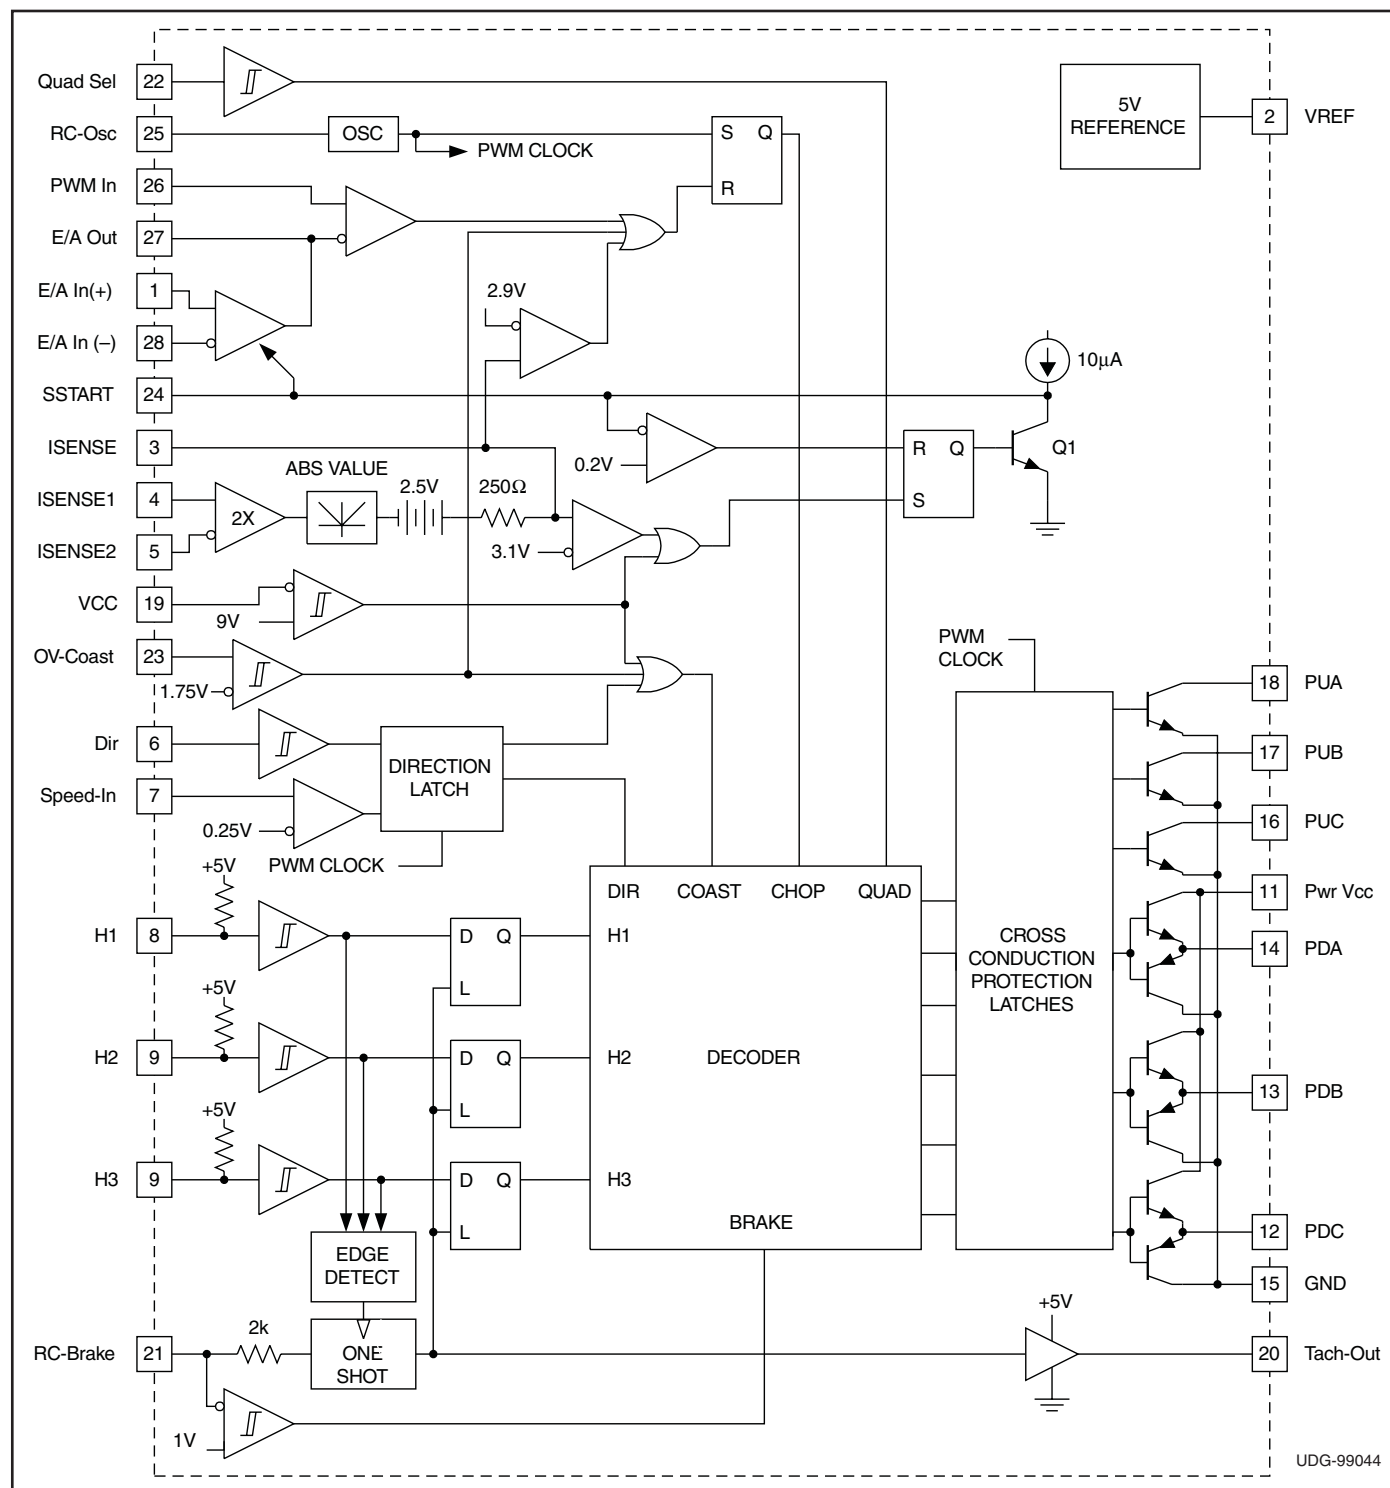 Quad Sel
22
5V
REFERENCE
2
VREF
RC-Osc
25
OSC
PWM CLOCK
S
Q
R
PWM In
26
E/A Out
27
E/A In(+)
1
2.9V
E/A In (–)
28
10µA
SSTART
24
ISENSE
3
0.2V
R
Q
S
Q1
ABS VALUE
ISENSE1
4
2X
2.5V
250Ω
ISENSE2
5
3.1V
VCC
19
9V
OV-Coast
23
1.75V
PWM
CLOCK
18
PUA
Dir
6
DIRECTION
LATCH
17
PUB
Speed-In
7
0.25V
PWM CLOCK
16
PUC
+5V
DIR
COAST
CHOP
QUAD
11
Pwr Vcc
H1
8
D
Q
L
H1
CROSS
CONDUCTION
PROTECTION
LATCHES
14
PDA
+5V
H2
9
D
Q
L
H2
DECODER
13
PDB
+5V
H3
9
D
Q
L
H3
BRAKE
12
PDC
EDGE
DETECT
15
GND
+5V
RC-Brake
21
2k
ONE
SHOT
20
Tach-Out
1V
UDG-99044